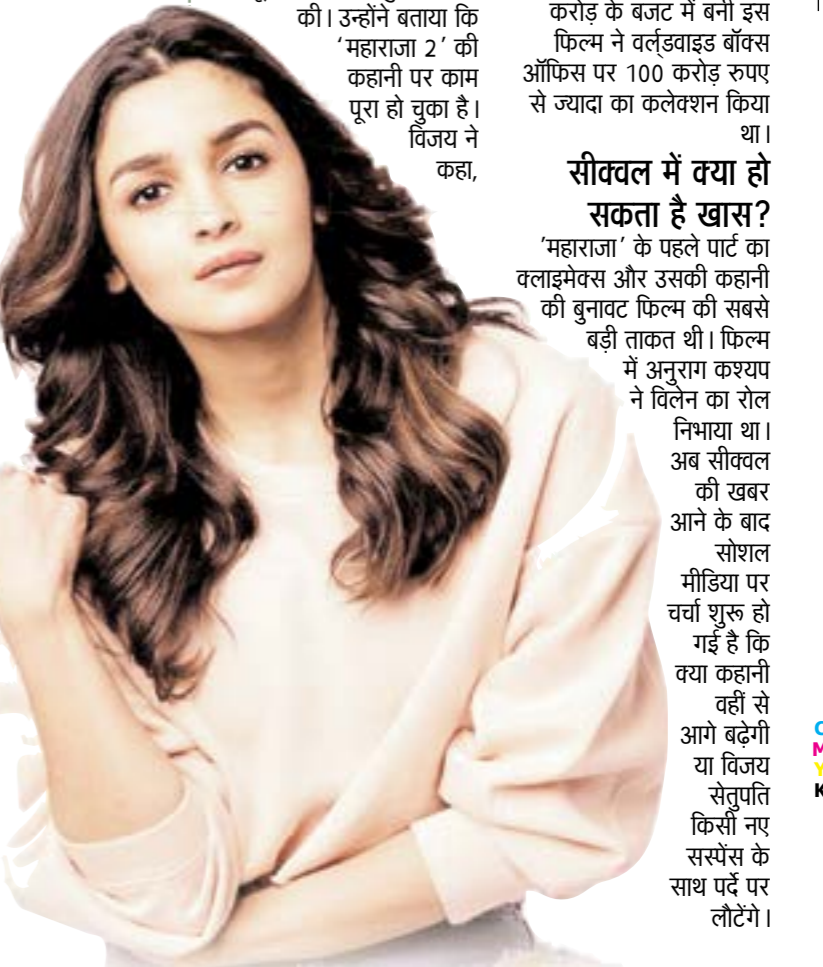 की। उन्होंने बताया कि
'महाराजा 2' की
कहानी पर काम
पूरा हो चुका है।
विजय ने
कहा,
करोड़ के बजट में बनी इस
फिल्म ने वर्ल्डवाइड बॉक्स
ऑफिस पर 100 करोड़ रुपए
से ज्यादा का कलेक्शन किया
था।
सीक्वल में क्या हो
सकता है खास?
'महाराजा' के पहले पार्ट का
क्लाइमेक्स और उसकी कहानी
की बुनावट फिल्म की सबसे
बड़ी ताकत थी। फिल्म
में अनुराग कश्यप
ने विलेन का रोल
निभाया था।
अब सीक्वल
की खबर
आने के बाद
सोशल
मीडिया पर
चर्चा शुरू हो
गई है कि
क्या कहानी
वहीं से
आगे बढ़ेगी
या विजय
सेतुपति
किसी नए
सस्पेंस के
साथ पर्दे पर
लौटेंगे।
C
M
Y
K